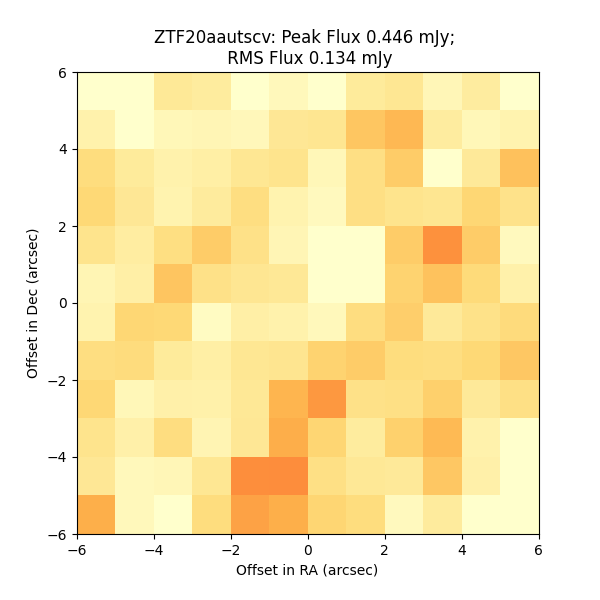 ZTF20aautscv: Peak Flux 0.446 mJy;
RMS Flux 0.134 mJy
6
4
2
0
−2
−4
−6
Offset in Dec (arcsec)
−6 −4 −2 0 2 4 6
Offset in RA (arcsec)